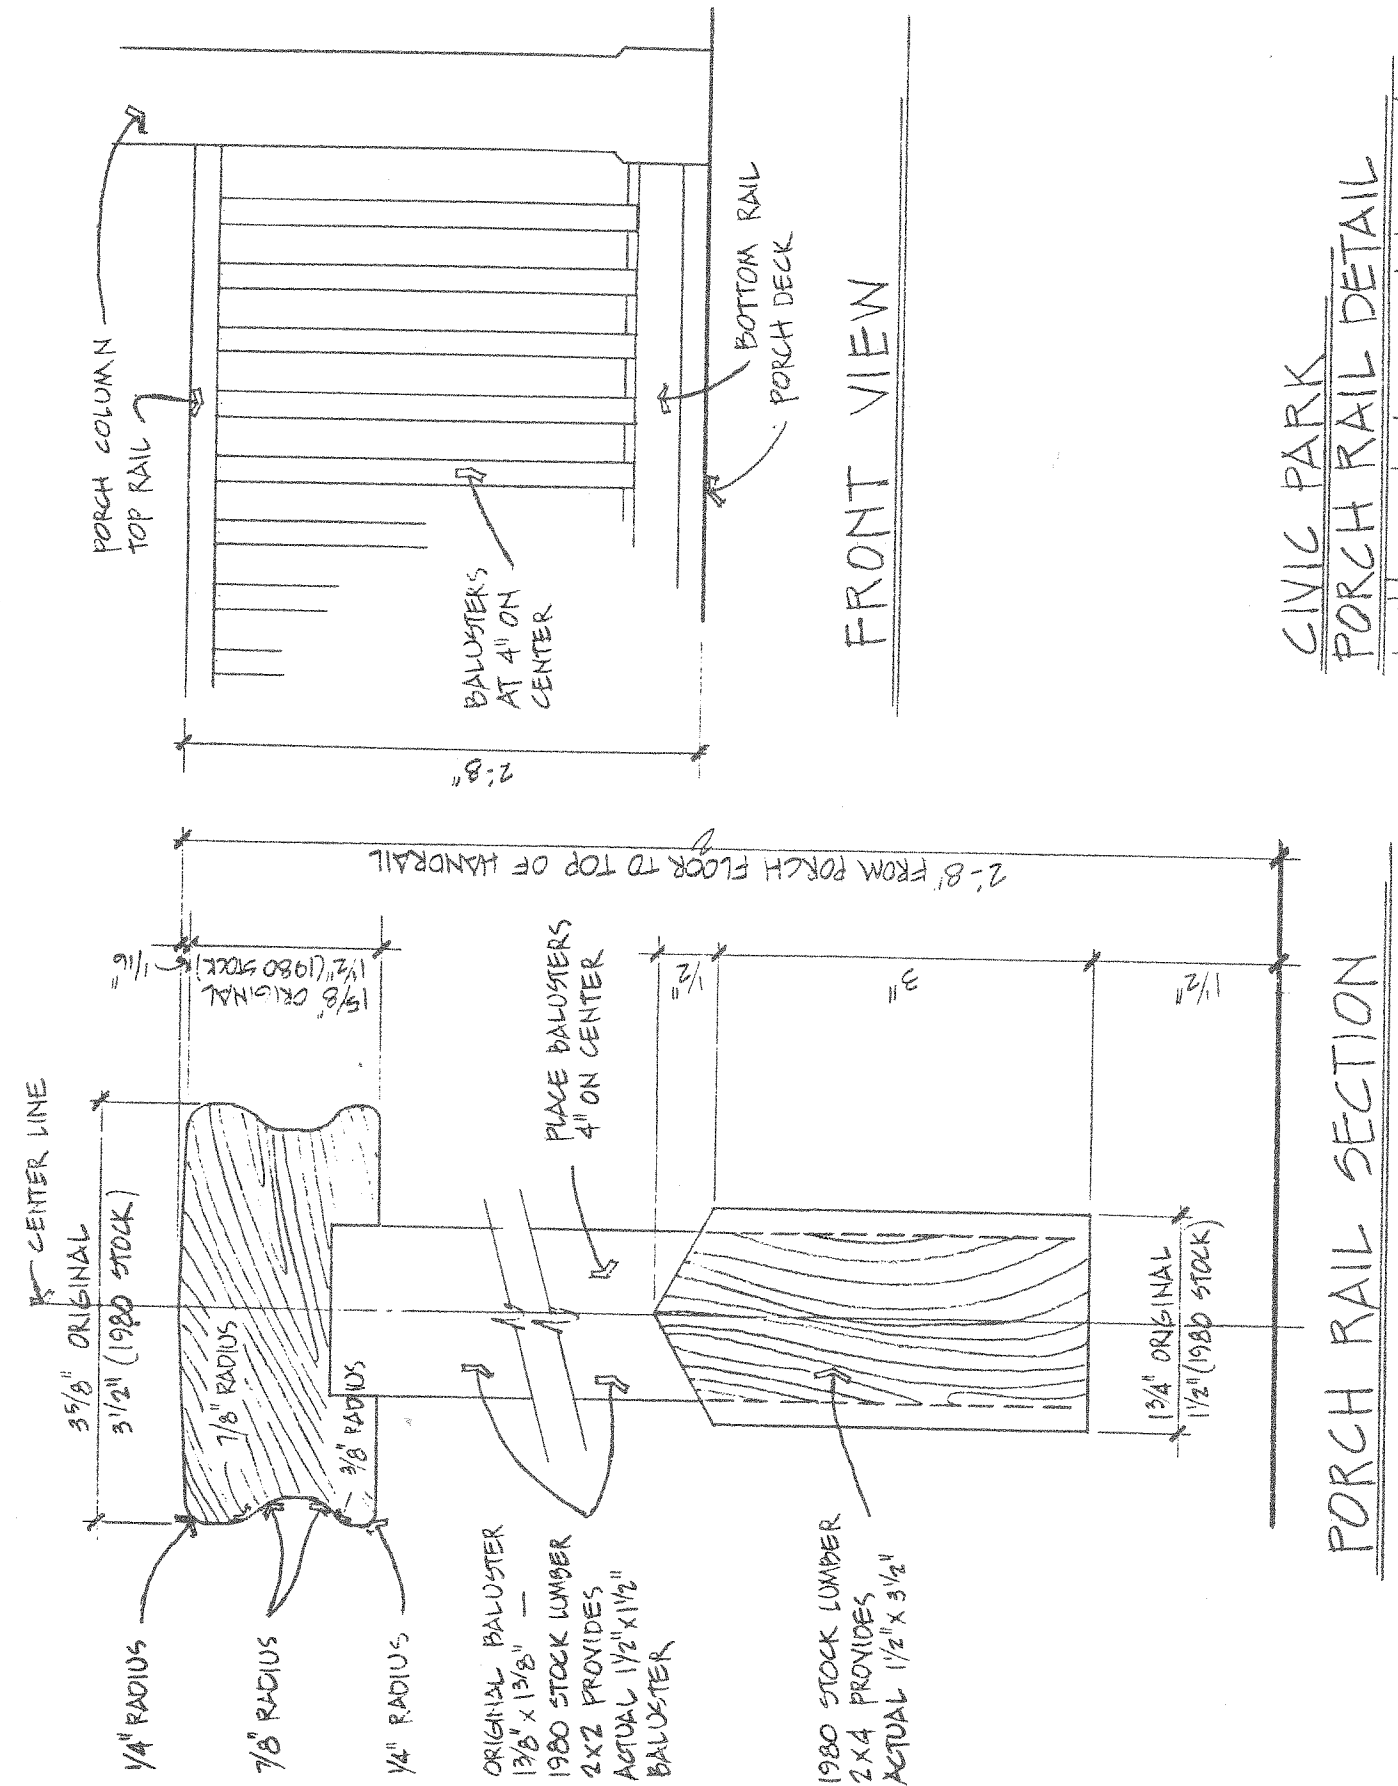 CENTER LINE
3 5/8" ORIGINAL
3 1/2" (1980 STOCK)
1/4" RADIUS
7/8" RADIUS
1/4" RADIUS
7/8" RADIUS
3/8" RADIUS
1/16"
1 5/8" ORIGINAL
1 1/2" (1980 STOCK)
2'-8" FROM PORCH FLOOR TO TOP OF HANDRAIL
PLACE BALUSTERS
4" ON CENTER
ORIGINAL BALUSTER
1 3/8" x 1 3/8" —
1980 STOCK LUMBER
2x2 PROVIDES
ACTUAL 1 1/2" x 1 1/2"
BALUSTER
1/2"
3"
1 1/2"
1980 STOCK LUMBER
2x4 PROVIDES
ACTUAL 1 1/2" x 3 1/2"
1 3/4" ORIGINAL
1 1/2" (1980 STOCK)
PORCH RAIL SECTION
PORCH COLUMN
TOP RAIL
BALUSTERS
AT 4" ON
CENTER
2'-8"
BOTTOM RAIL
PORCH DECK
FRONT VIEW
CIVIC PARK
PORCH RAIL DETAIL